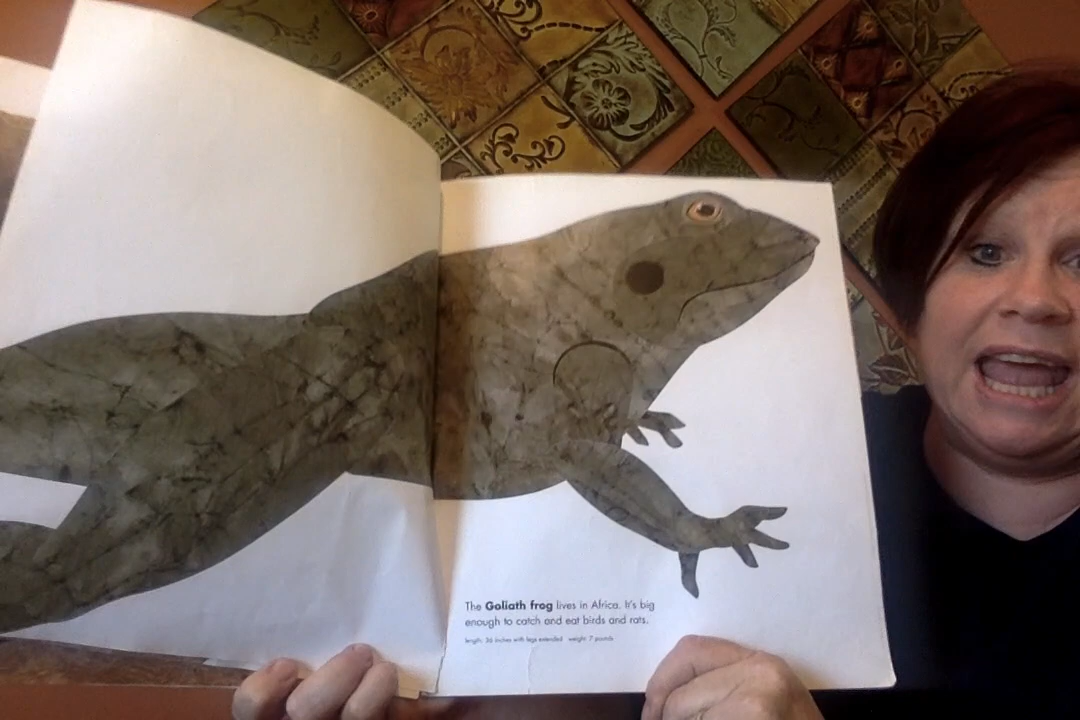 The Goliath frog lives in Africa. It's big
enough to catch and eat birds and rats.
length: 36 inches with legs extended weight: 7 pounds